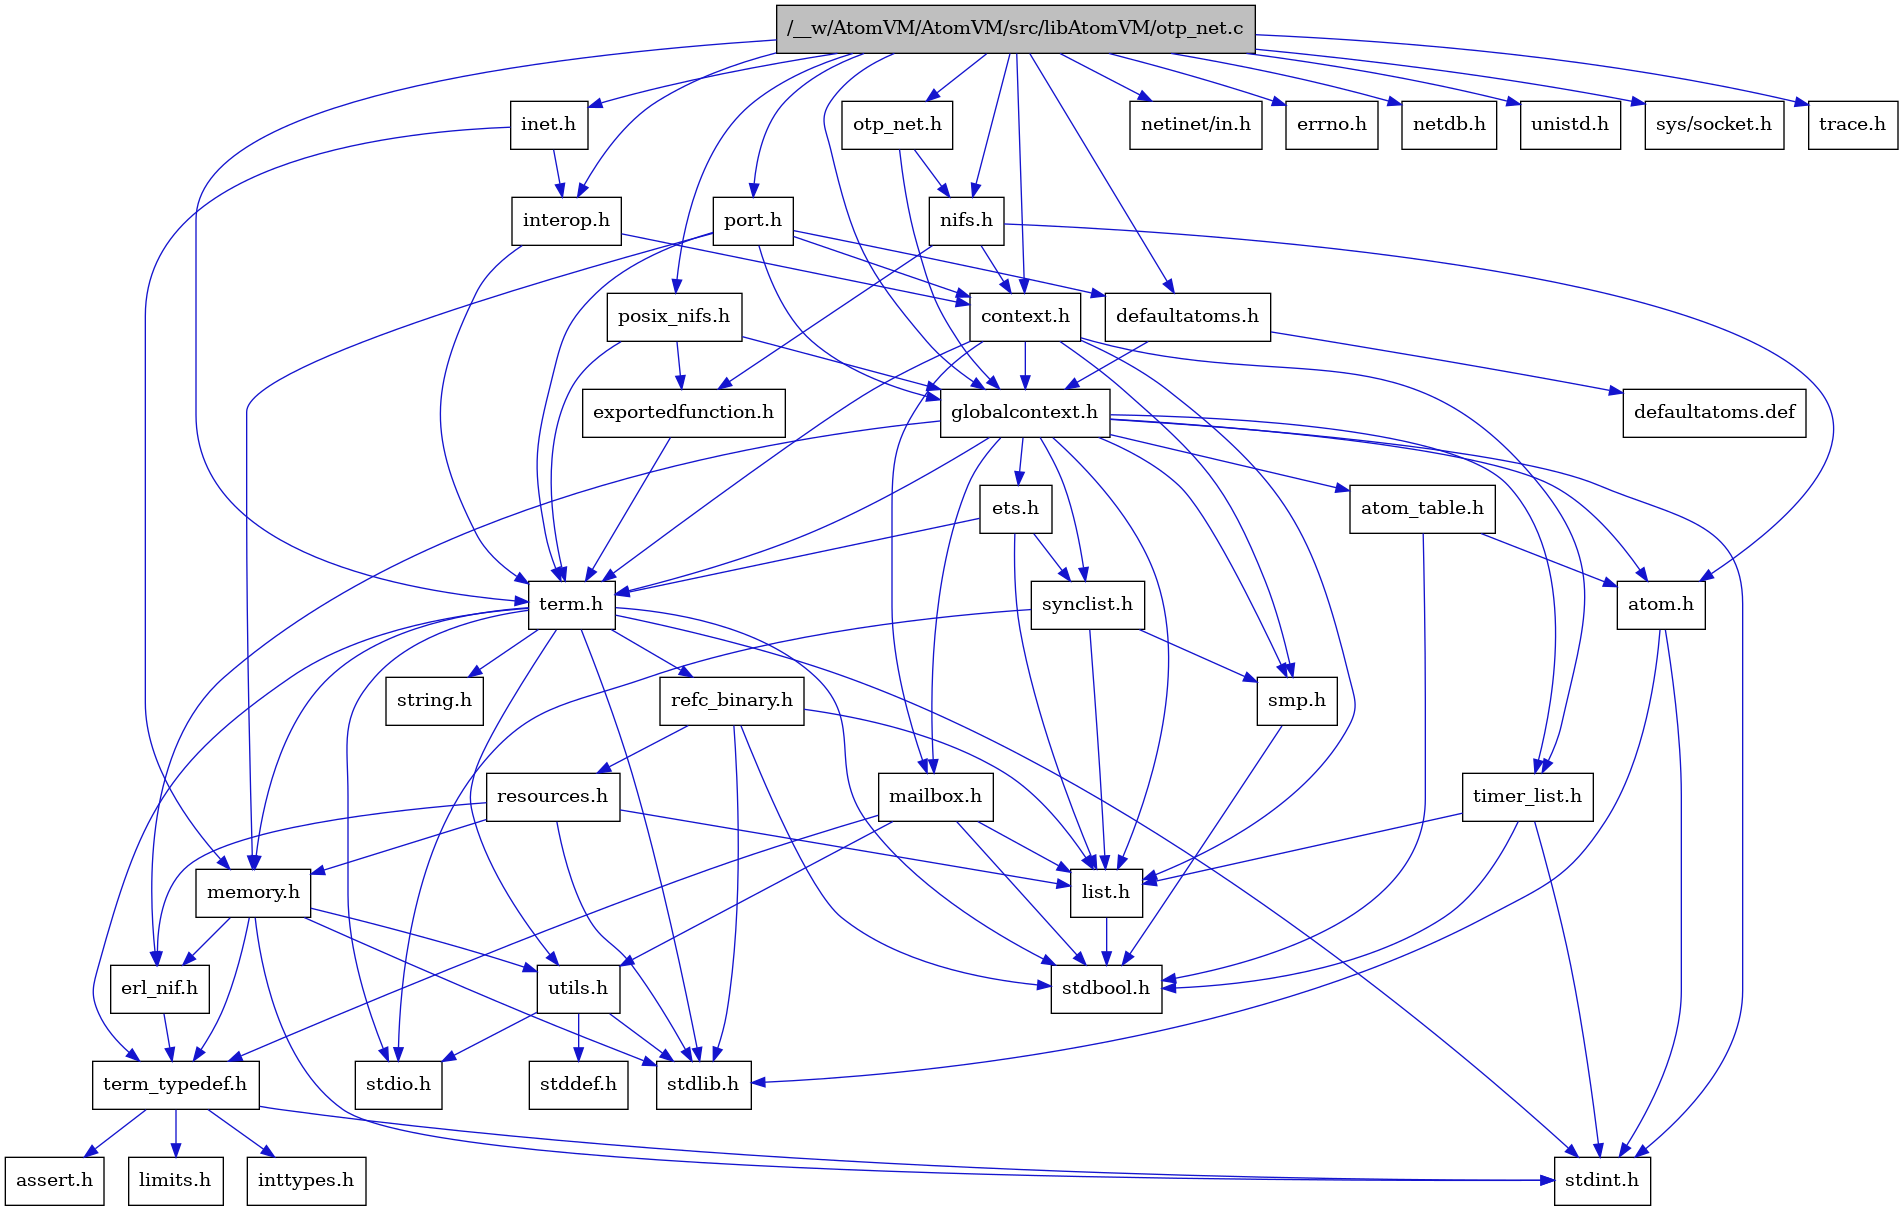 /__w/AtomVM/AtomVM/src/libAtomVM/otp_net.c
inet.h
otp_net.h
netinet/in.h
errno.h
netdb.h
unistd.h
sys/socket.h
trace.h
interop.h
port.h
nifs.h
posix_nifs.h
context.h
defaultatoms.h
exportedfunction.h
globalcontext.h
defaultatoms.def
ets.h
atom_table.h
term.h
synclist.h
atom.h
string.h
refc_binary.h
smp.h
resources.h
mailbox.h
timer_list.h
memory.h
list.h
erl_nif.h
utils.h
stdbool.h
term_typedef.h
stdio.h
stddef.h
stdlib.h
assert.h
limits.h
inttypes.h
stdint.h